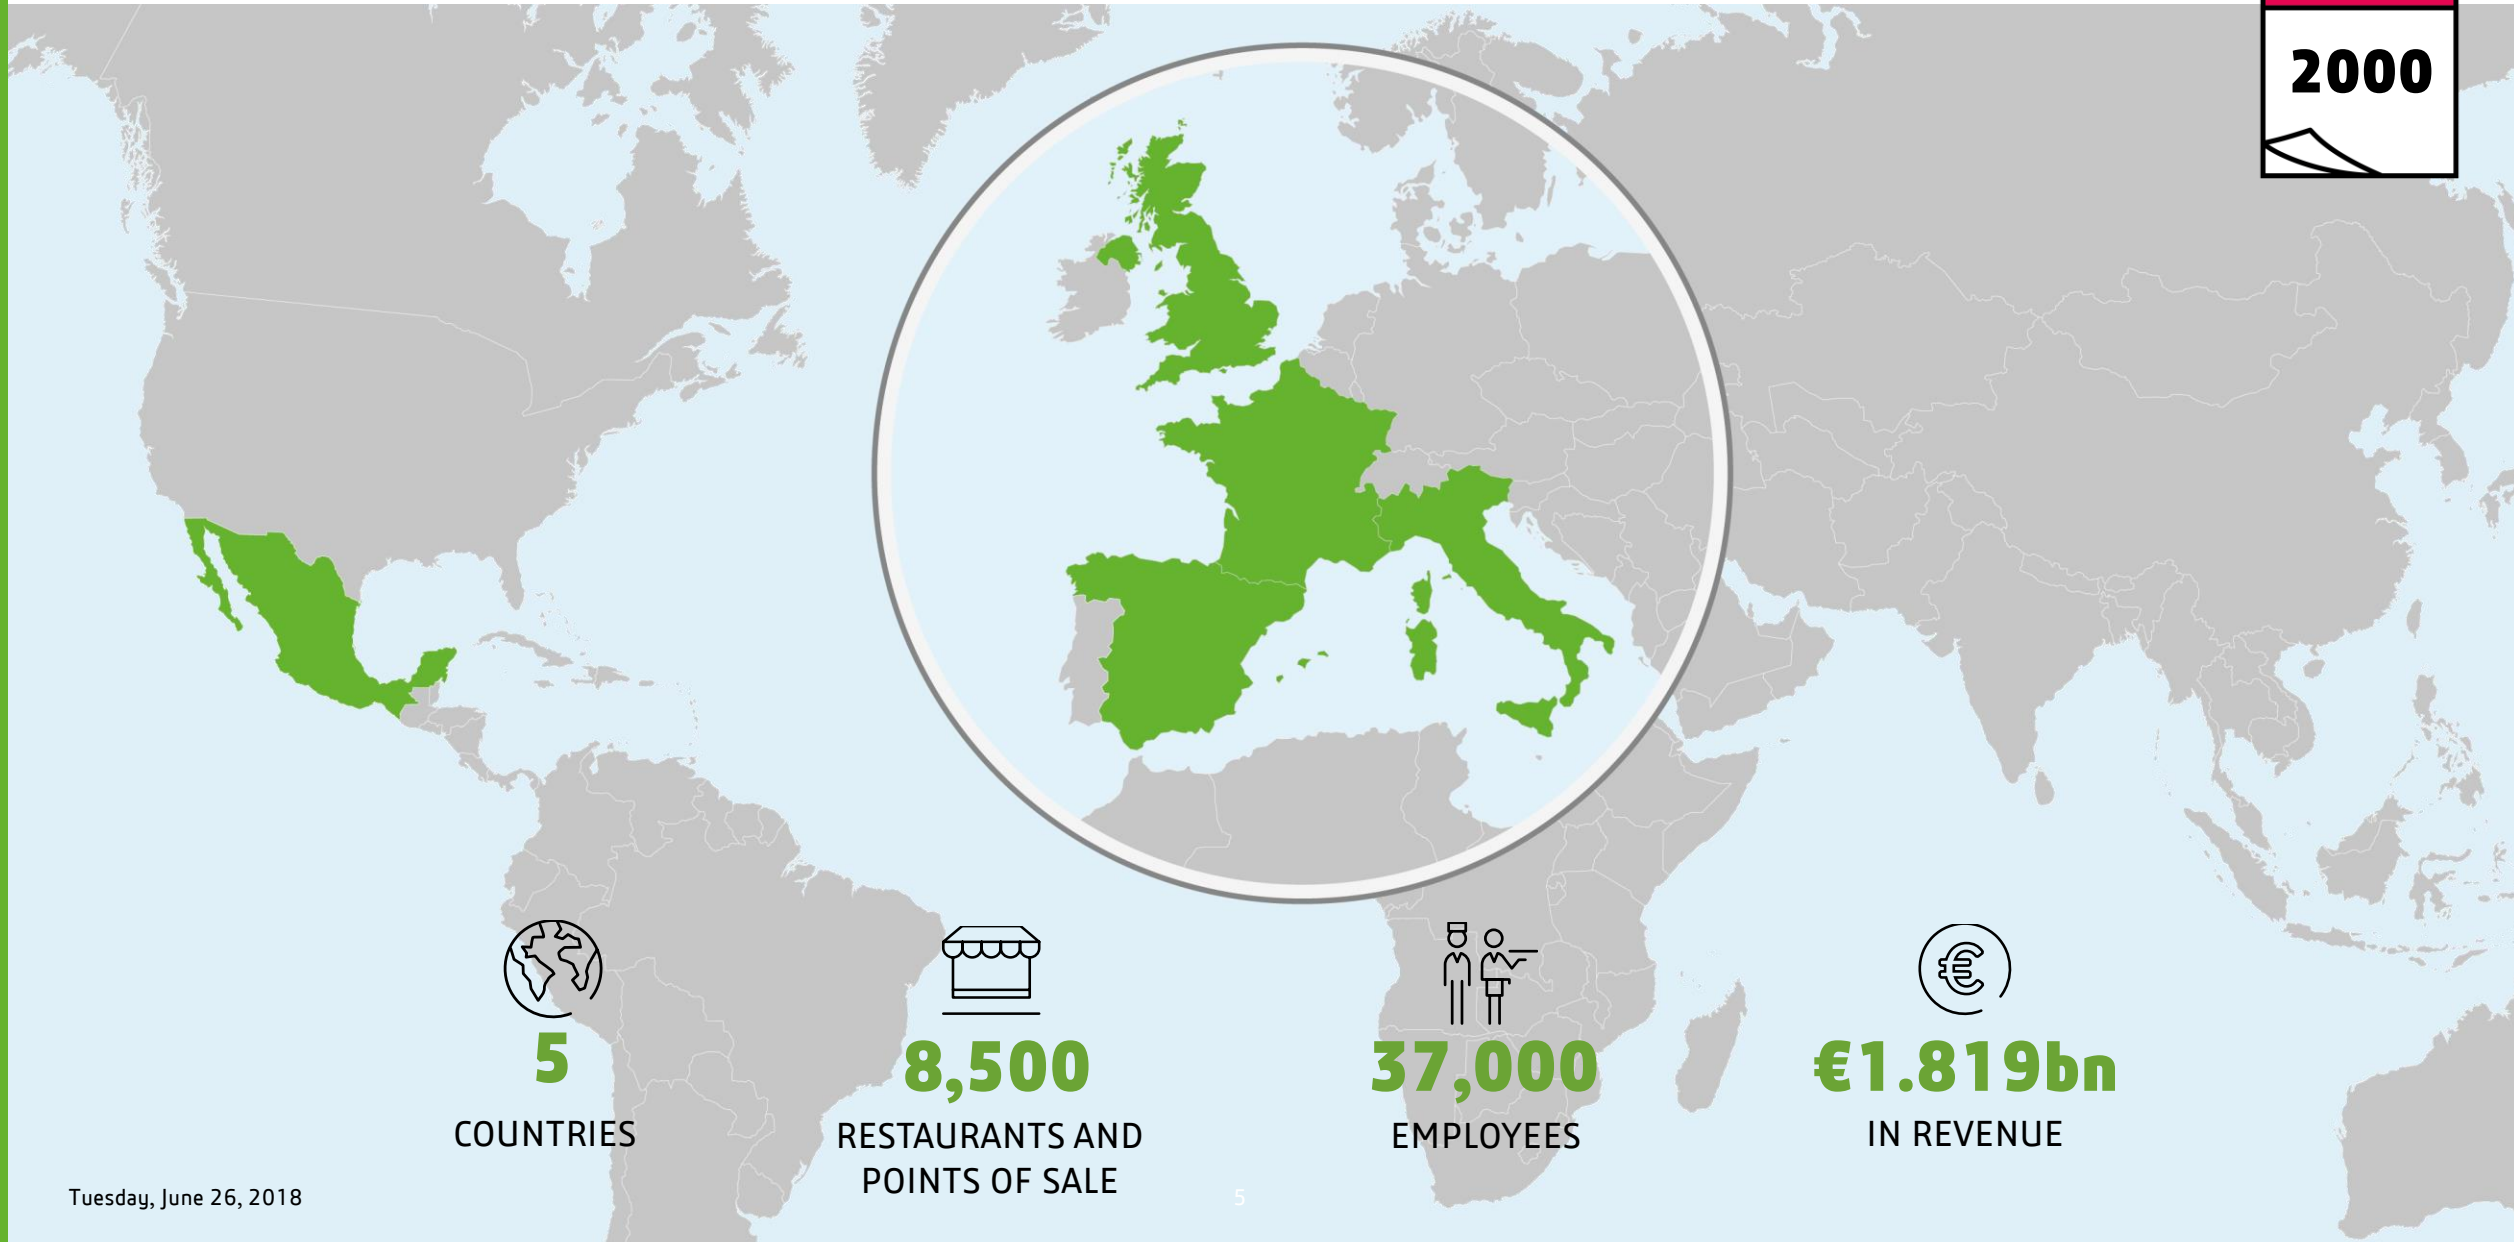 2000
5
COUNTRIES
8,500
RESTAURANTS AND
POINTS OF SALE
37,000
EMPLOYEES
€1.819bn
IN REVENUE
Tuesday, June 26, 2018
5